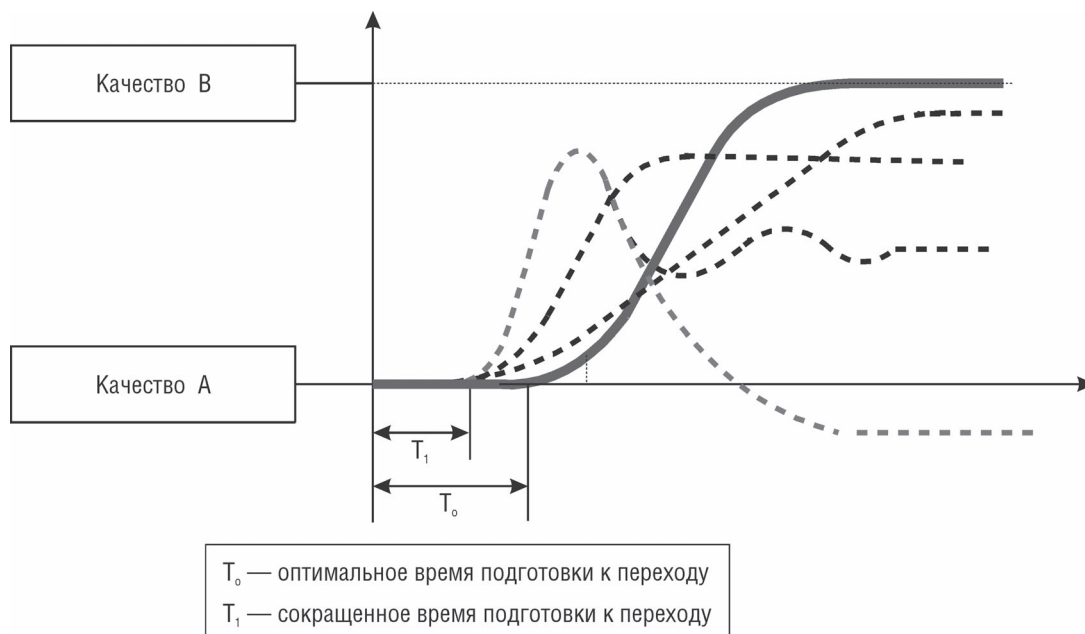 Качество В
Качество А
T₁
Tₒ
Tₒ — оптимальное время подготовки к переходу
T₁ — сокращенное время подготовки к переходу